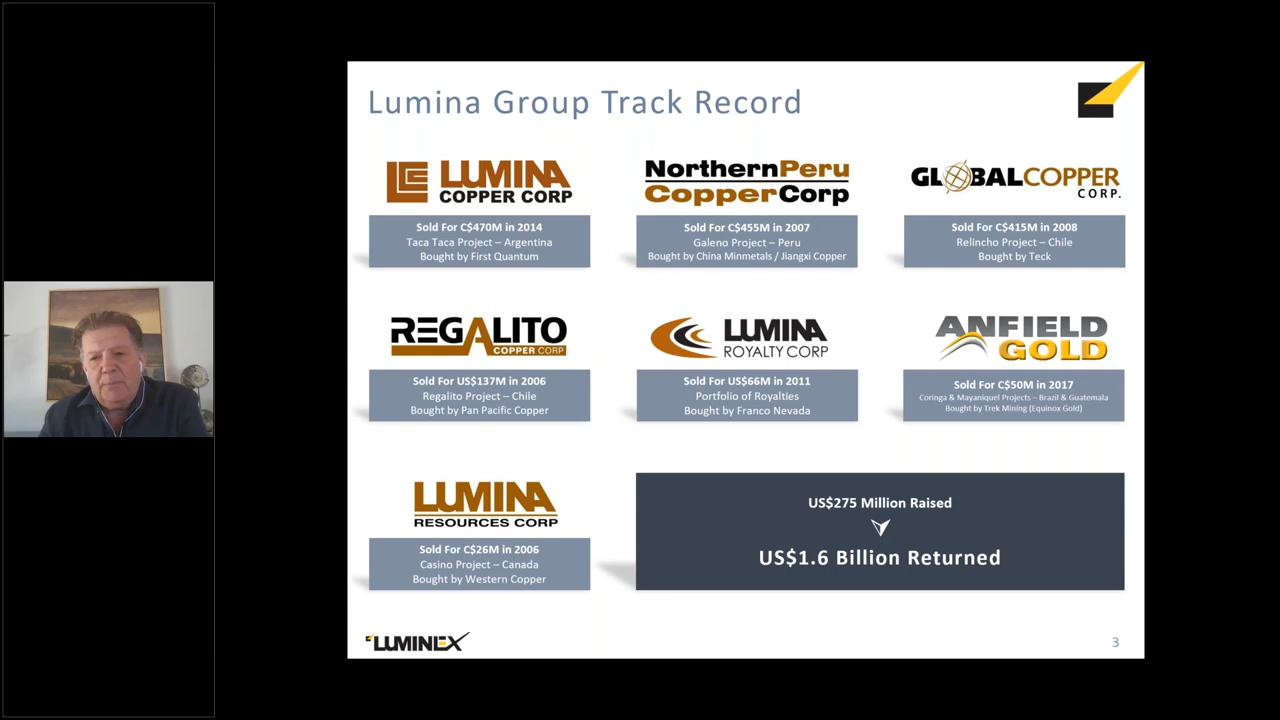 Lumina Group Track Record
LUMINA
COPPER CORP
Sold For C$470M in 2014
Taca Taca Project – Argentina
Bought by First Quantum
NorthernPeru
CopperCorp
Sold For C$455M in 2007
Galeno Project – Peru
Bought by China Minmetals / Jiangxi Copper
GLOBALCOPPER
CORP.
Sold For C$415M in 2008
Relincho Project – Chile
Bought by Teck
REGALITO
COPPER CORP
Sold For US$137M in 2006
Regalito Project – Chile
Bought by Pan Pacific Copper
LUMINA
ROYALTY CORP
Sold For US$66M in 2011
Portfolio of Royalties
Bought by Franco Nevada
ANFIELD
GOLD
Sold For C$50M in 2017
Coringa & Mayaniquel Projects – Brazil & Guatemala
Bought by Trek Mining (Equinox Gold)
LUMINA
RESOURCES CORP
Sold For C$26M in 2006
Casino Project – Canada
Bought by Western Copper
US$275 Million Raised
US$1.6 Billion Returned
LUMINEX
3